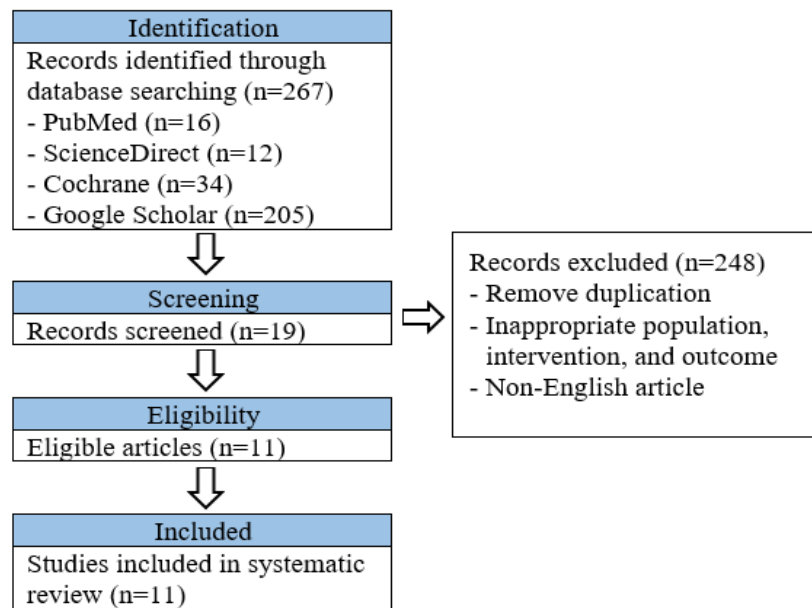 Identification
Records identified through
database searching (n=267)
- PubMed (n=16)
- ScienceDirect (n=12)
- Cochrane (n=34)
- Google Scholar (n=205)
Screening
Records screened (n=19)
Records excluded (n=248)
- Remove duplication
- Inappropriate population,
intervention, and outcome
- Non-English article
Eligibility
Eligible articles (n=11)
Included
Studies included in systematic
review (n=11)